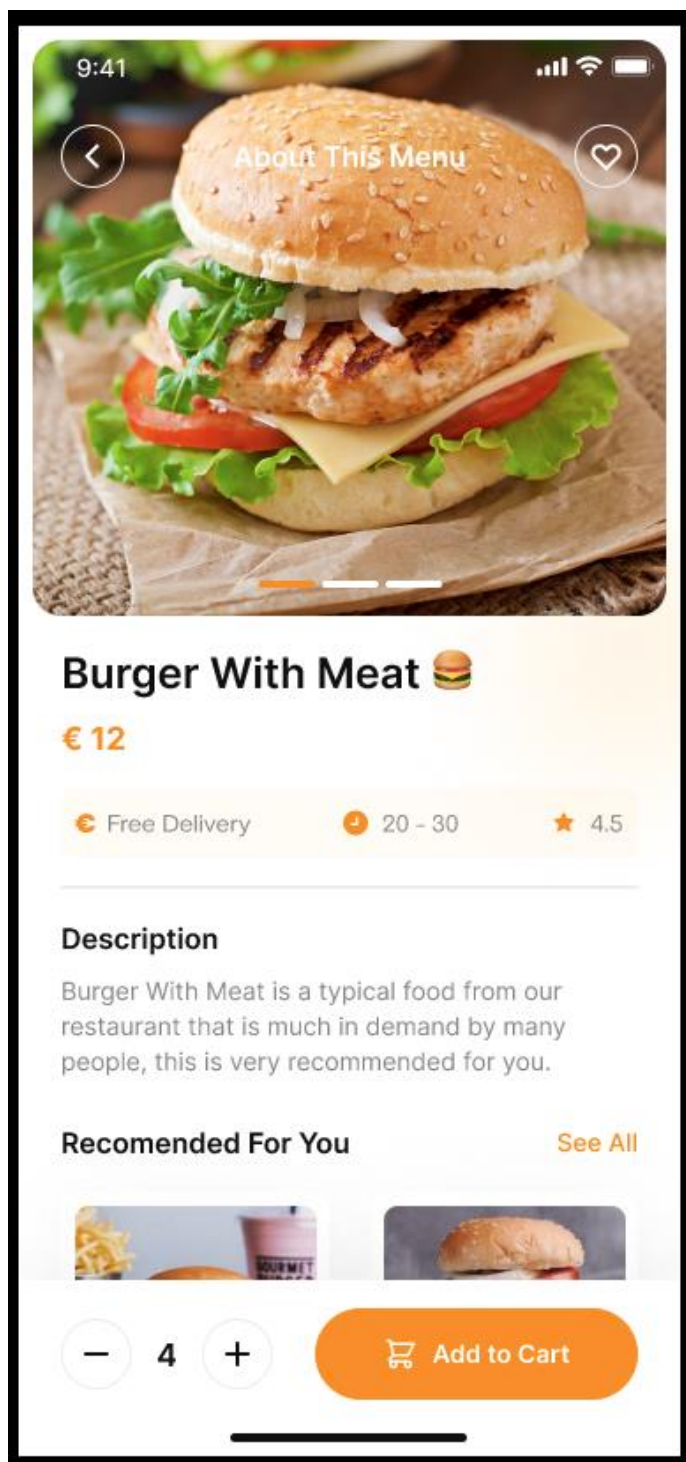 9:41
About This Menu
Burger With Meat 🍔
€ 12
Free Delivery
20 - 30
4.5
Description
Burger With Meat is a typical food from our
restaurant that is much in demand by many
people, this is very recommended for you.
Recomended For You
See All
GOURMET
BURGER
4
Add to Cart